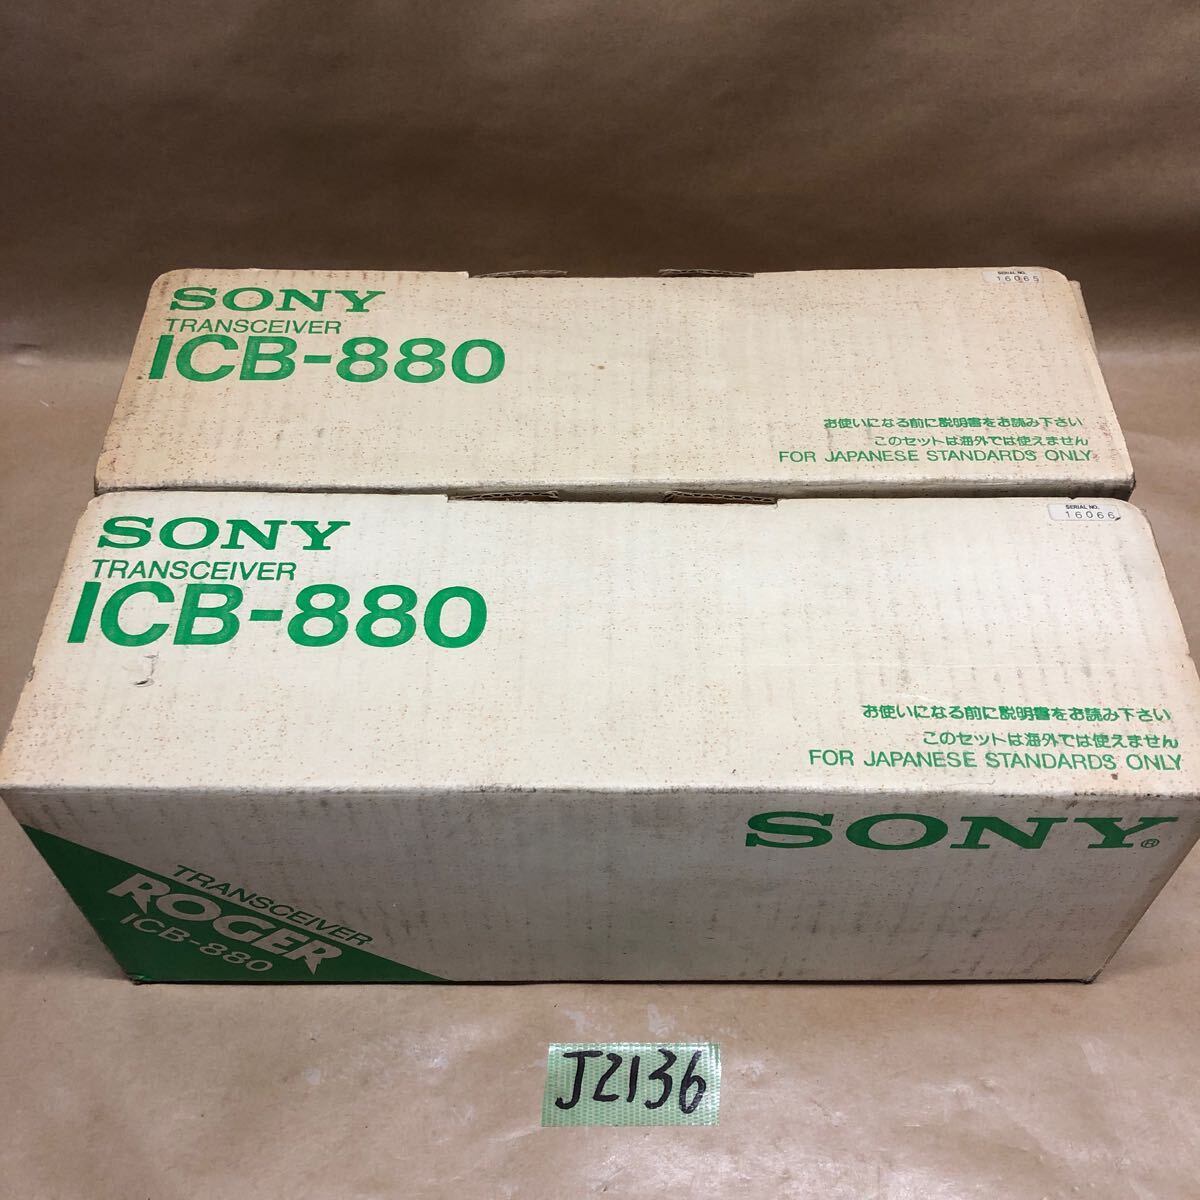 SONY
TRANSCEIVER
ICB-880
SERIAL NO.
16065
お使いになる前に説明書をお読み下さい
このセットは海外では使えません
FOR JAPANESE STANDARDS ONLY
SONY
TRANSCEIVER
ICB-880
SERIAL NO.
16066
お使いになる前に説明書をお読み下さい
このセットは海外では使えません
FOR JAPANESE STANDARDS ONLY
SONY®
TRANSCEIVER
ROGER
ICB-880
J2136